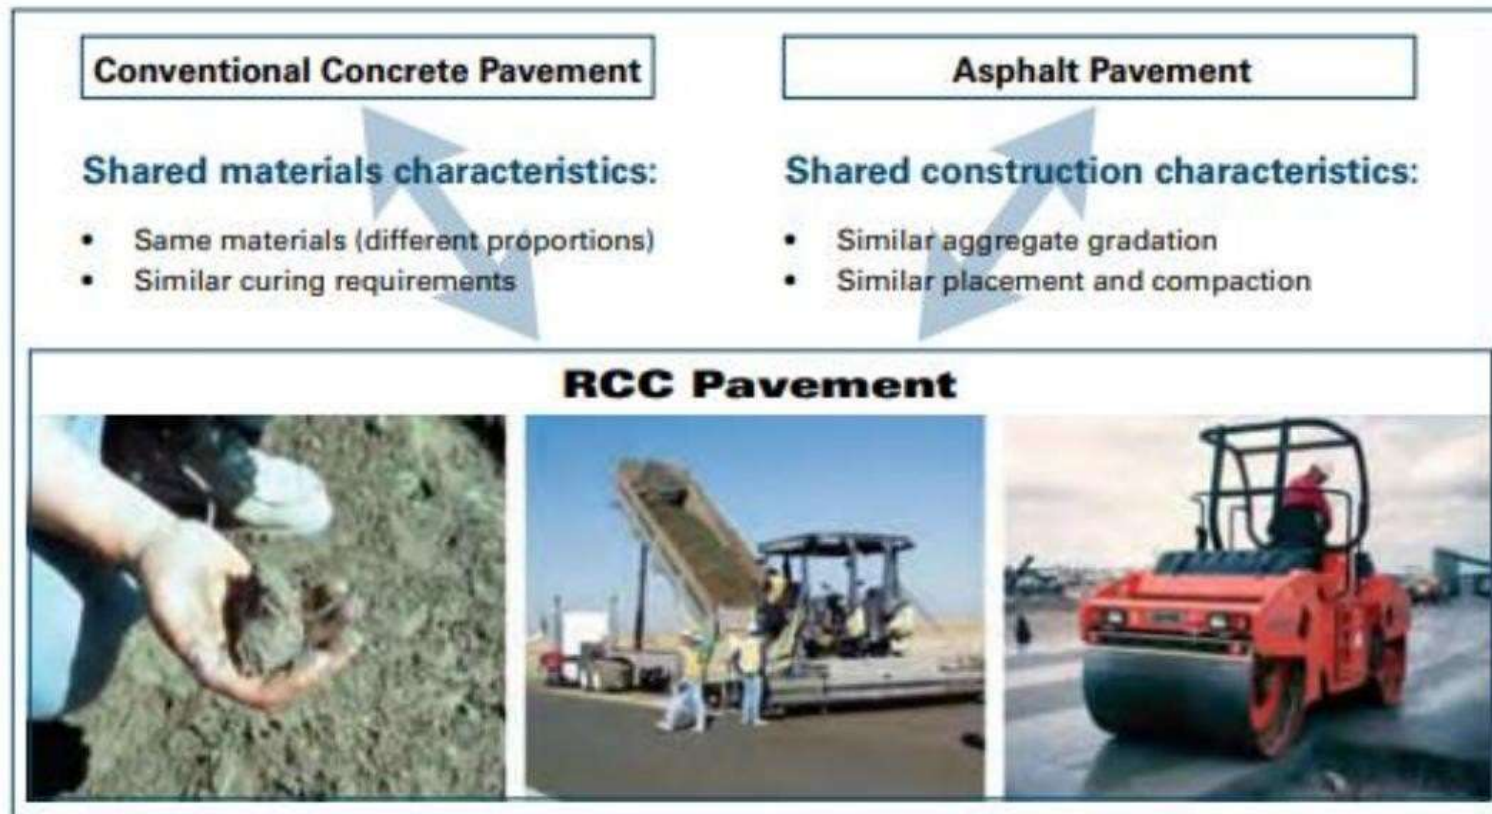 Conventional Concrete Pavement
Asphalt Pavement
Shared materials characteristics:
• Same materials (different proportions)
• Similar curing requirements
Shared construction characteristics:
• Similar aggregate gradation
• Similar placement and compaction
RCC Pavement